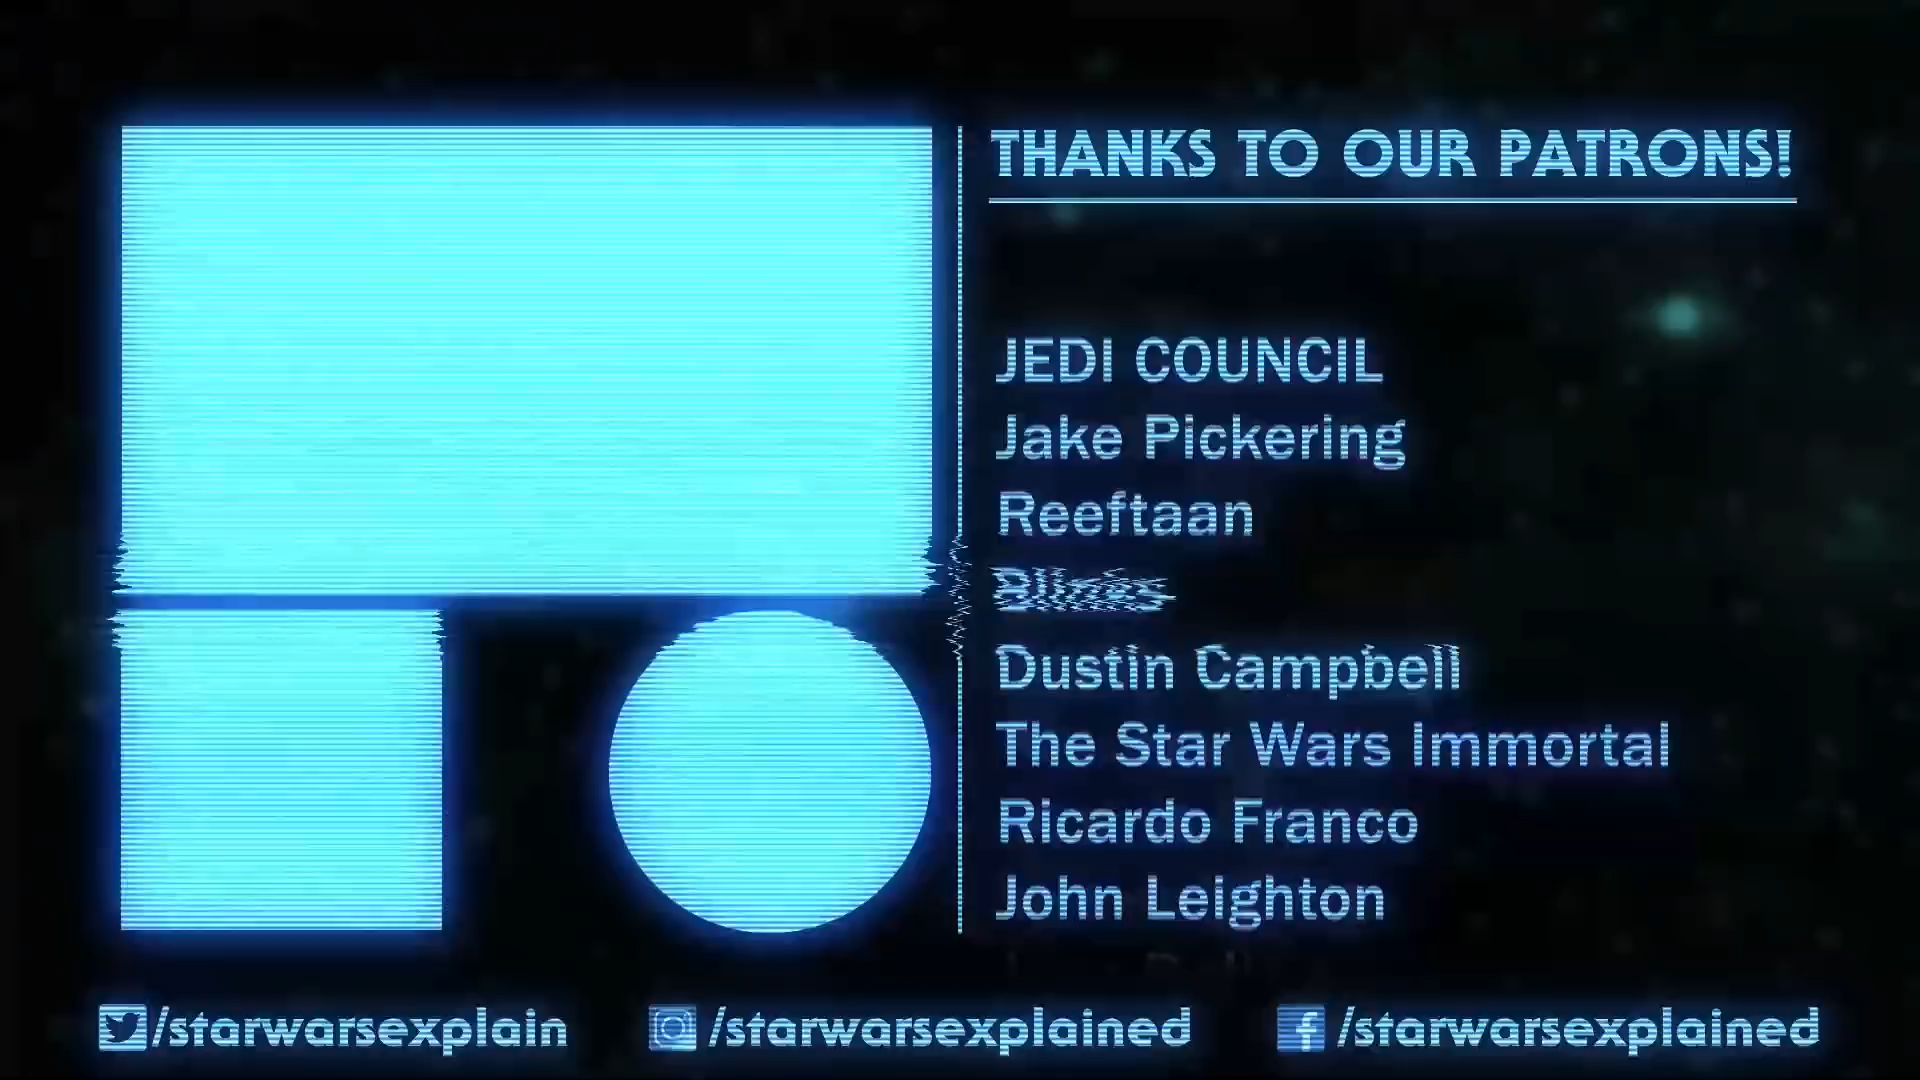 THANKS TO OUR PATRONS!
JEDI COUNCIL
Jake Pickering
Reeftaan
Dustin Campbell
The Star Wars Immortal
Ricardo Franco
John Leighton
/starwarsexplain
/starwarsexplained
/starwarsexplained